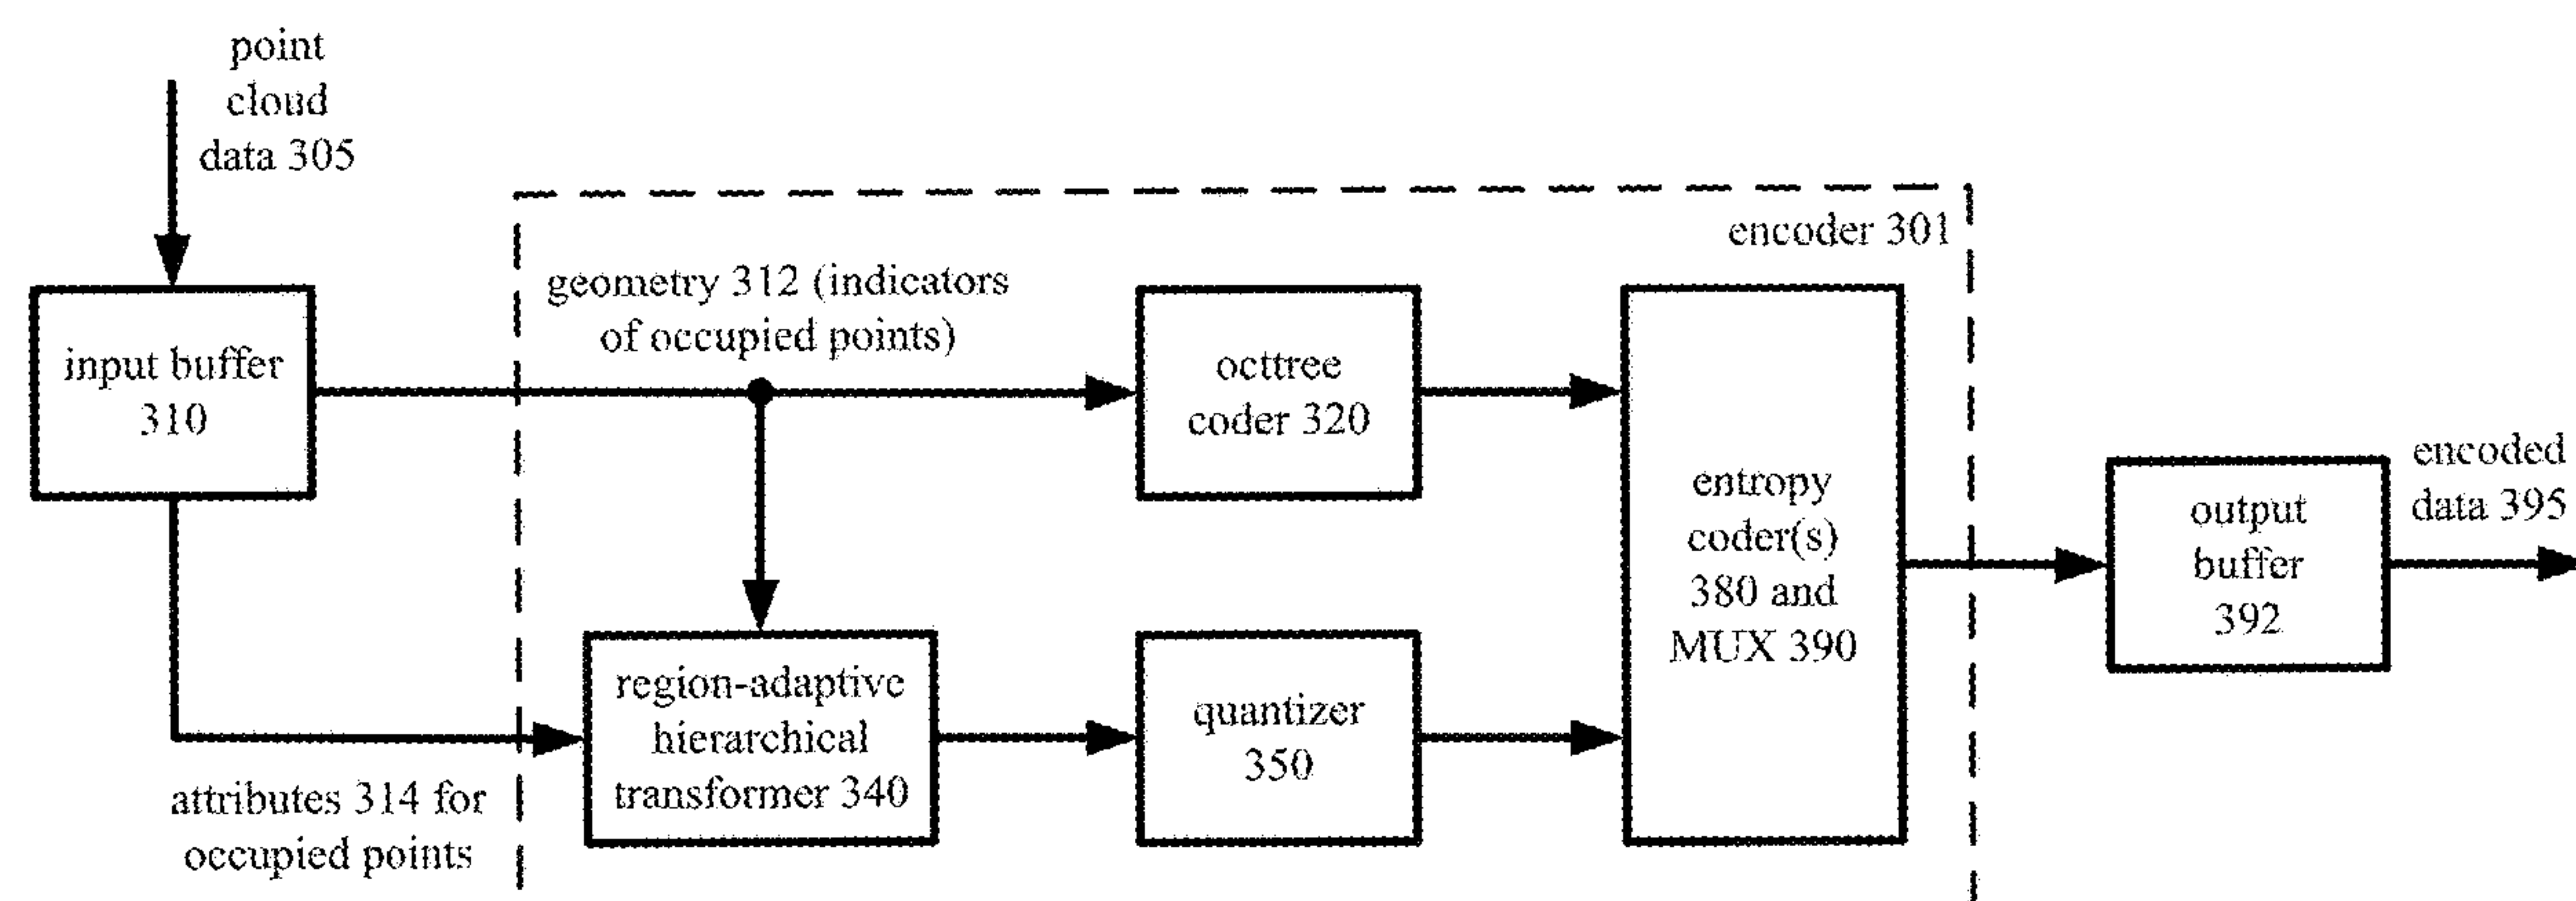 point
cloud
data 305
encoder 301
geometry 312 (indicators
of occupied points)
input buffer
310
octtree
coder 320
entropy
coder(s)
380 and
MUX 390
output
buffer
392
encoded
data 395
region-adaptive
hierarchical
transformer 340
quantizer
350
attributes 314 for
occupied points